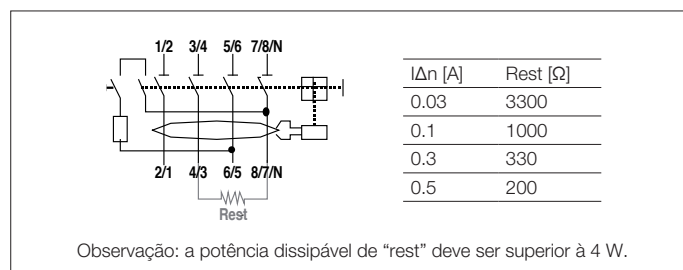 1/2 3/4 5/6 7/8/N
2/1 4/3 6/5 8/7/N
Rest
IΔn [A] Rest [Ω]
0.03 3300
0.1 1000
0.3 330
0.5 200
Observação: a potência dissipável de “rest” deve ser superior à 4 W.